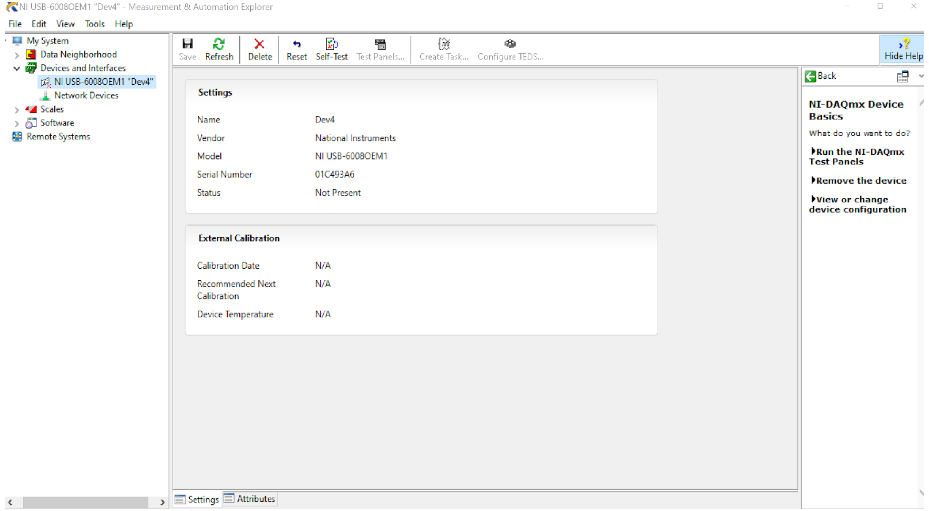 NI USB-6008OEM1 "Dev4" - Measurement & Automation Explorer
File Edit View Tools Help
My System
Data Neighborhood
Devices and Interfaces
NI USB-6008OEM1 "Dev4"
Network Devices
Scales
Software
Remote Systems
Save Refresh Delete Reset Self-Test Test Panels... Create Task... Configure TEDS... Hide Help
Settings
Name Dev4
Vendor National Instruments
Model NI USB-6008OEM1
Serial Number 01C493A6
Status Not Present
External Calibration
Calibration Date N/A
Recommended Next N/A
Calibration
Device Temperature N/A
Settings Attributes
Back
NI-DAQmx Device
Basics
What do you want to do?
Run the NI-DAQmx
Test Panels
Remove the device
View or change
device configuration